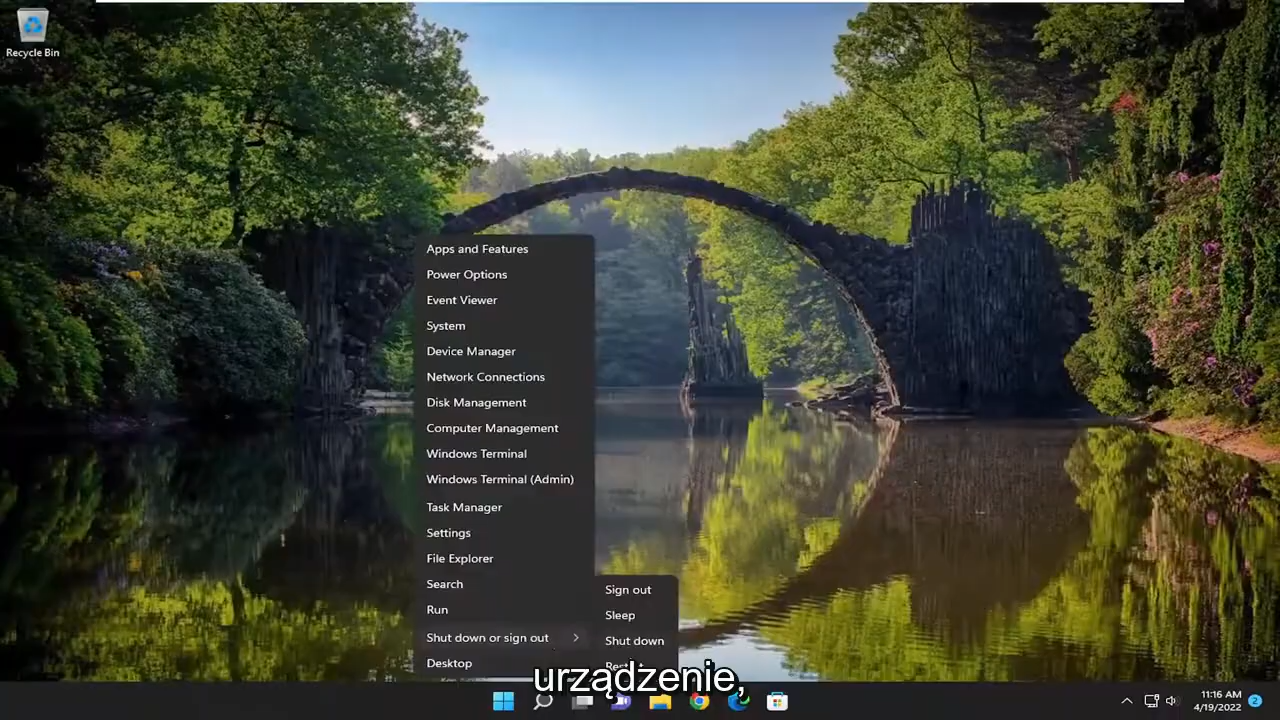 Recycle Bin
Apps and Features
Power Options
Event Viewer
System
Device Manager
Network Connections
Disk Management
Computer Management
Windows Terminal
Windows Terminal (Admin)
Task Manager
Settings
File Explorer
Search
Run
Shut down or sign out
Desktop
Sign out
Sleep
Shut down
urządzenie,
11:16 AM
4/19/2022
2